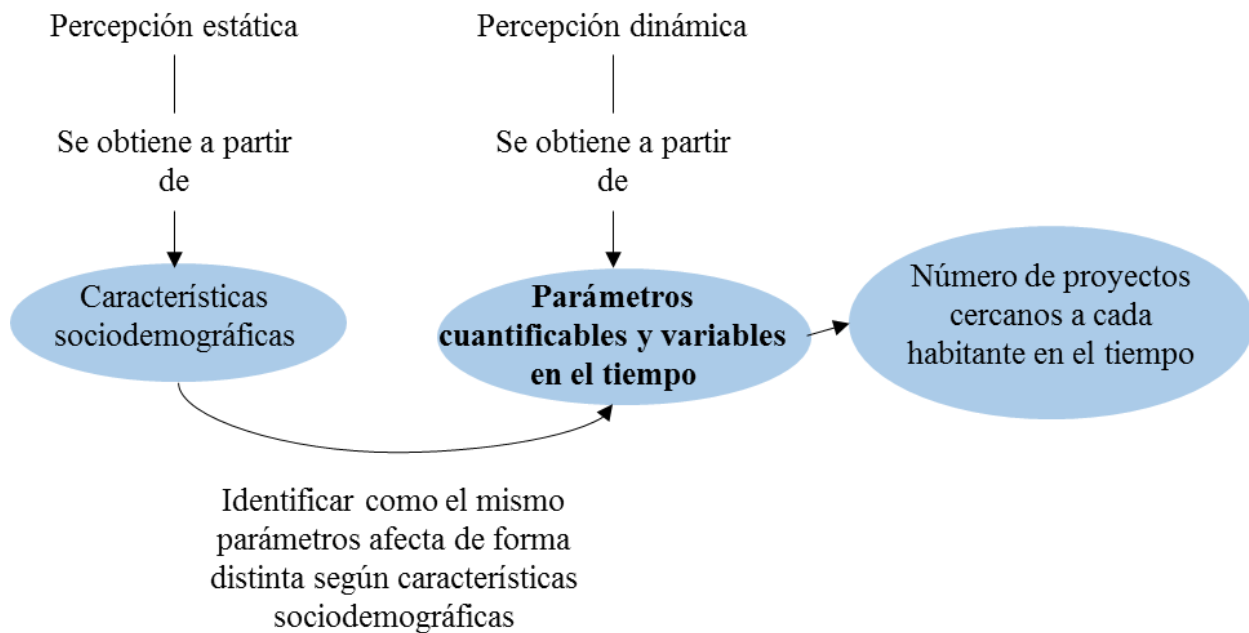 Percepción estática
Percepción dinámica
Se obtiene a partir
de
Se obtiene a partir
de
Características
sociodemográficas
Parámetros
cuantificables y variables
en el tiempo
Número de proyectos
cercanos a cada
habitante en el tiempo
Identificar como el mismo
parámetros afecta de forma
distinta según características
sociodemográficas